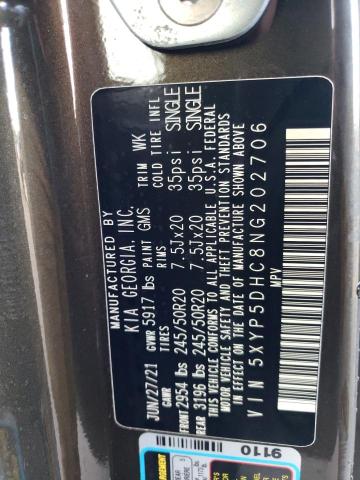 MANUFACTURED BY
KIA GEORGIA, INC.
JUN/27/21 GVWR 5917 lbs PAINT GMS TRIM WK
GAWR TIRES RIMS COLD TIRE INFL
FRONT 2954 lbs 245/50R20 7.5Jx20 35psi SINGLE
REAR 3196 lbs 245/50R20 7.5Jx20 35psi SINGLE
THIS VEHICLE CONFORMS TO ALL APPLICABLE U.S.A. FEDERAL
MOTOR VEHICLE SAFETY AND THEFT PREVENTION STANDARDS
IN EFFECT ON THE DATE OF MANUFACTURE SHOWN ABOVE.
VIN 5XYP5DHC8NG202706
MPV
9110